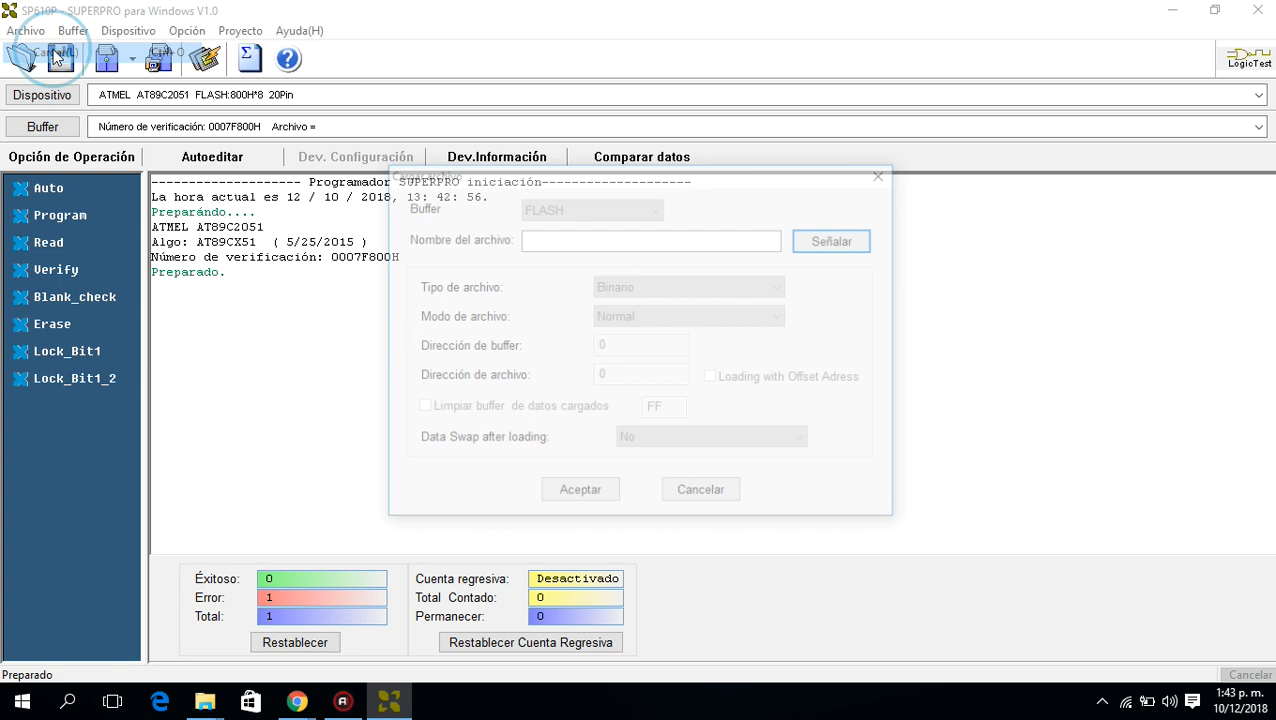 SP610P - SUPERPRO para Windows V1.0
Archivo Buffer Dispositivo Opción Proyecto Ayuda(H)
Cargar(L) Ctrl+O
LogicTest
Dispositivo ATMEL AT89C2051 FLASH:800H*8 20Pin
Buffer Número de verificación: 0007F800H Archivo =
Opción de Operación Autoeditar Dev. Configuración Dev.Información Comparar datos
Auto
Program
Read
Verify
Blank_check
Erase
Lock_Bit1
Lock_Bit1_2
-------------------- Programador SUPERPRO iniciación--------------------
La hora actual es 12 / 10 / 2018, 13: 42: 56.
Preparándo....
ATMEL AT89C2051
Algo: AT89CX51 ( 5/25/2015 )
Número de verificación: 0007F800H
Preparado.
Cargar archivo
Buffer FLASH
Nombre del archivo: Señalar
Tipo de archivo: Binario
Modo de archivo: Normal
Dirección de buffer: 0
Dirección de archivo: 0 Loading with Offset Adress
Limpiar buffer de datos cargados FF
Data Swap after loading: No
Aceptar Cancelar
Éxitoso: 0
Error: 1
Total: 1
Restablecer
Cuenta regresiva: Desactivado
Total Contado: 0
Permanecer: 0
Restablecer Cuenta Regresiva
Preparado Cancelar
1:43 p. m.
10/12/2018